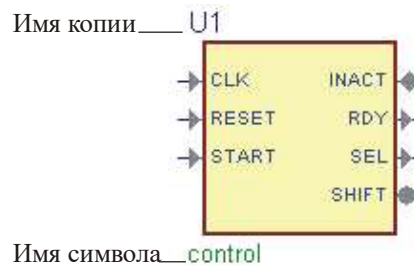 Имя копии U1
CLK INACT
RESET RDY
START SEL
SHIFT
Имя символа control